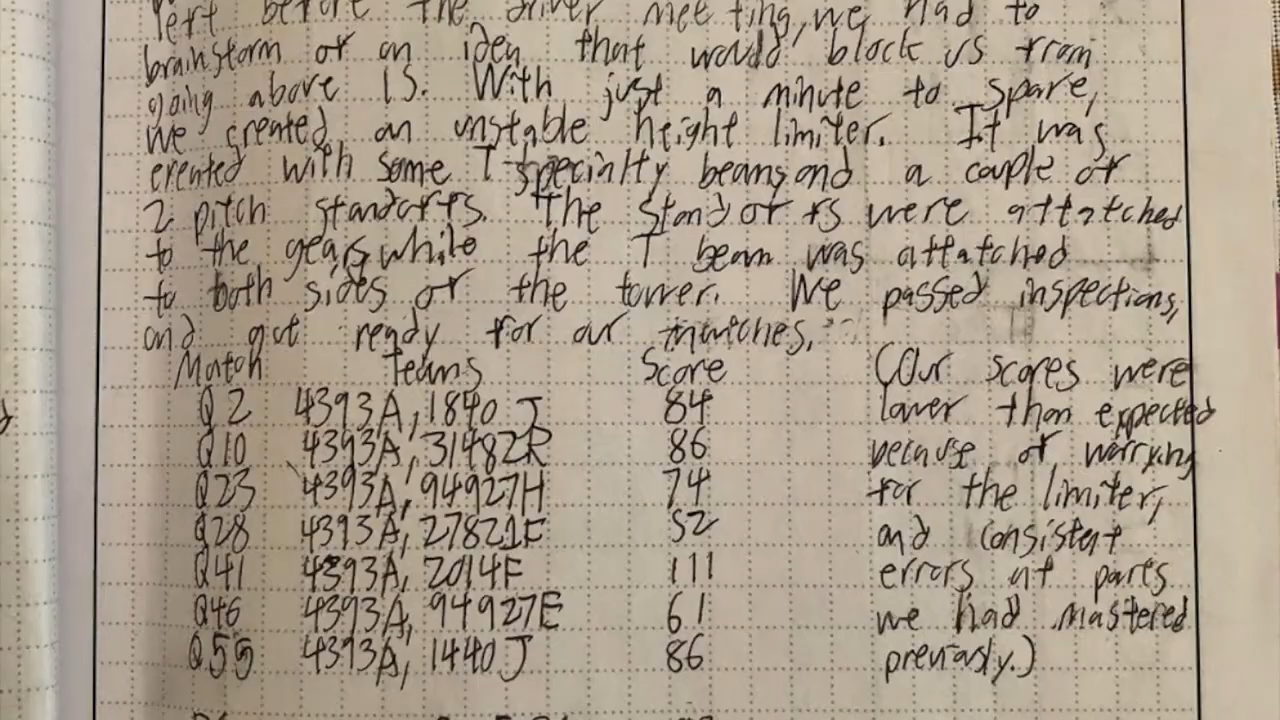 left before the driver meeting, we had to
brainstorm of an idea that would block us from
going above 15. With just a minute to spare,
we created an unstable height limiter. It was
created with some T specialty beams and a couple of
2 pitch standoffs. The standoffs were attatched
to the gears while the T beam was attatched
to both sides of the tower. We passed inspections,
and got ready for our matches.
Match Teams Score
Q2 4393A, 1840J 84
Q10 4393A, 31482R 86
Q23 4393A, 94927H 74
Q28 4393A, 27821F 52
Q41 4393A, 2014F 111
Q46 4393A, 94927E 61
Q55 4393A, 1440J 86
(Our scores were
lower than expected
because of worrying
for the limiter,
and consistent
errors at parts
we had mastered
previously.)